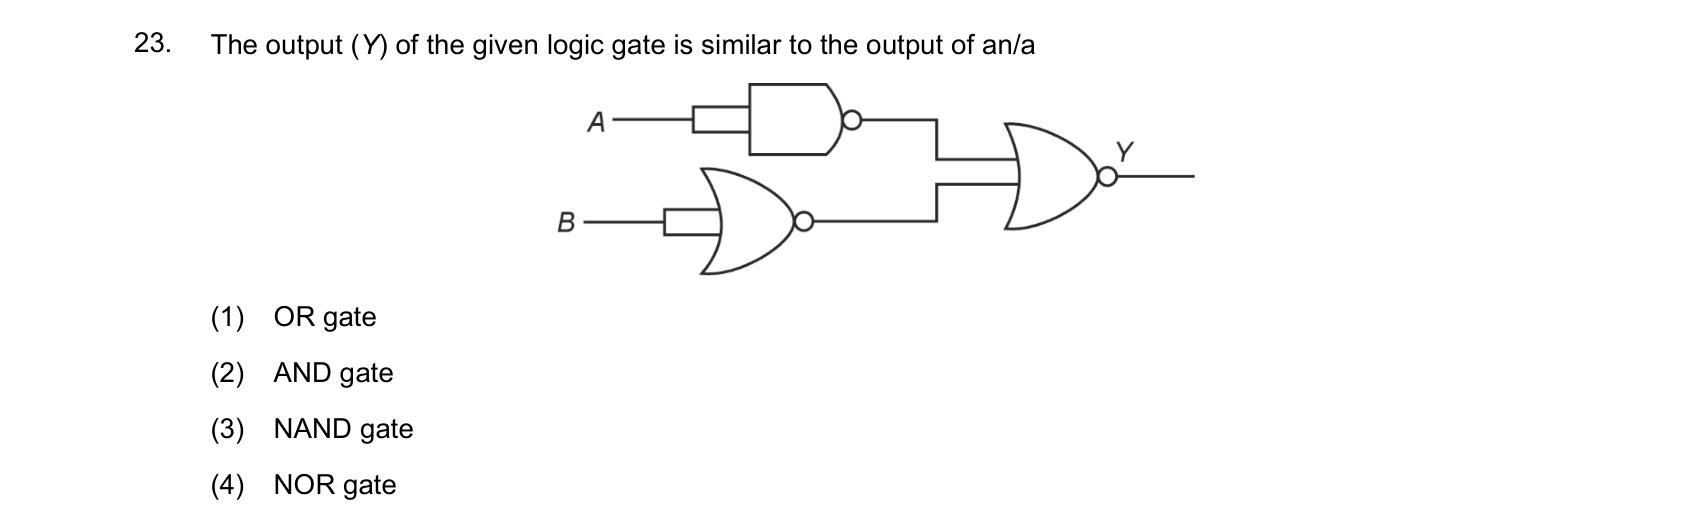 23. The output (Y) of the given logic gate is similar to the output of an/a
A
Y
B
(1) OR gate
(2) AND gate
(3) NAND gate
(4) NOR gate